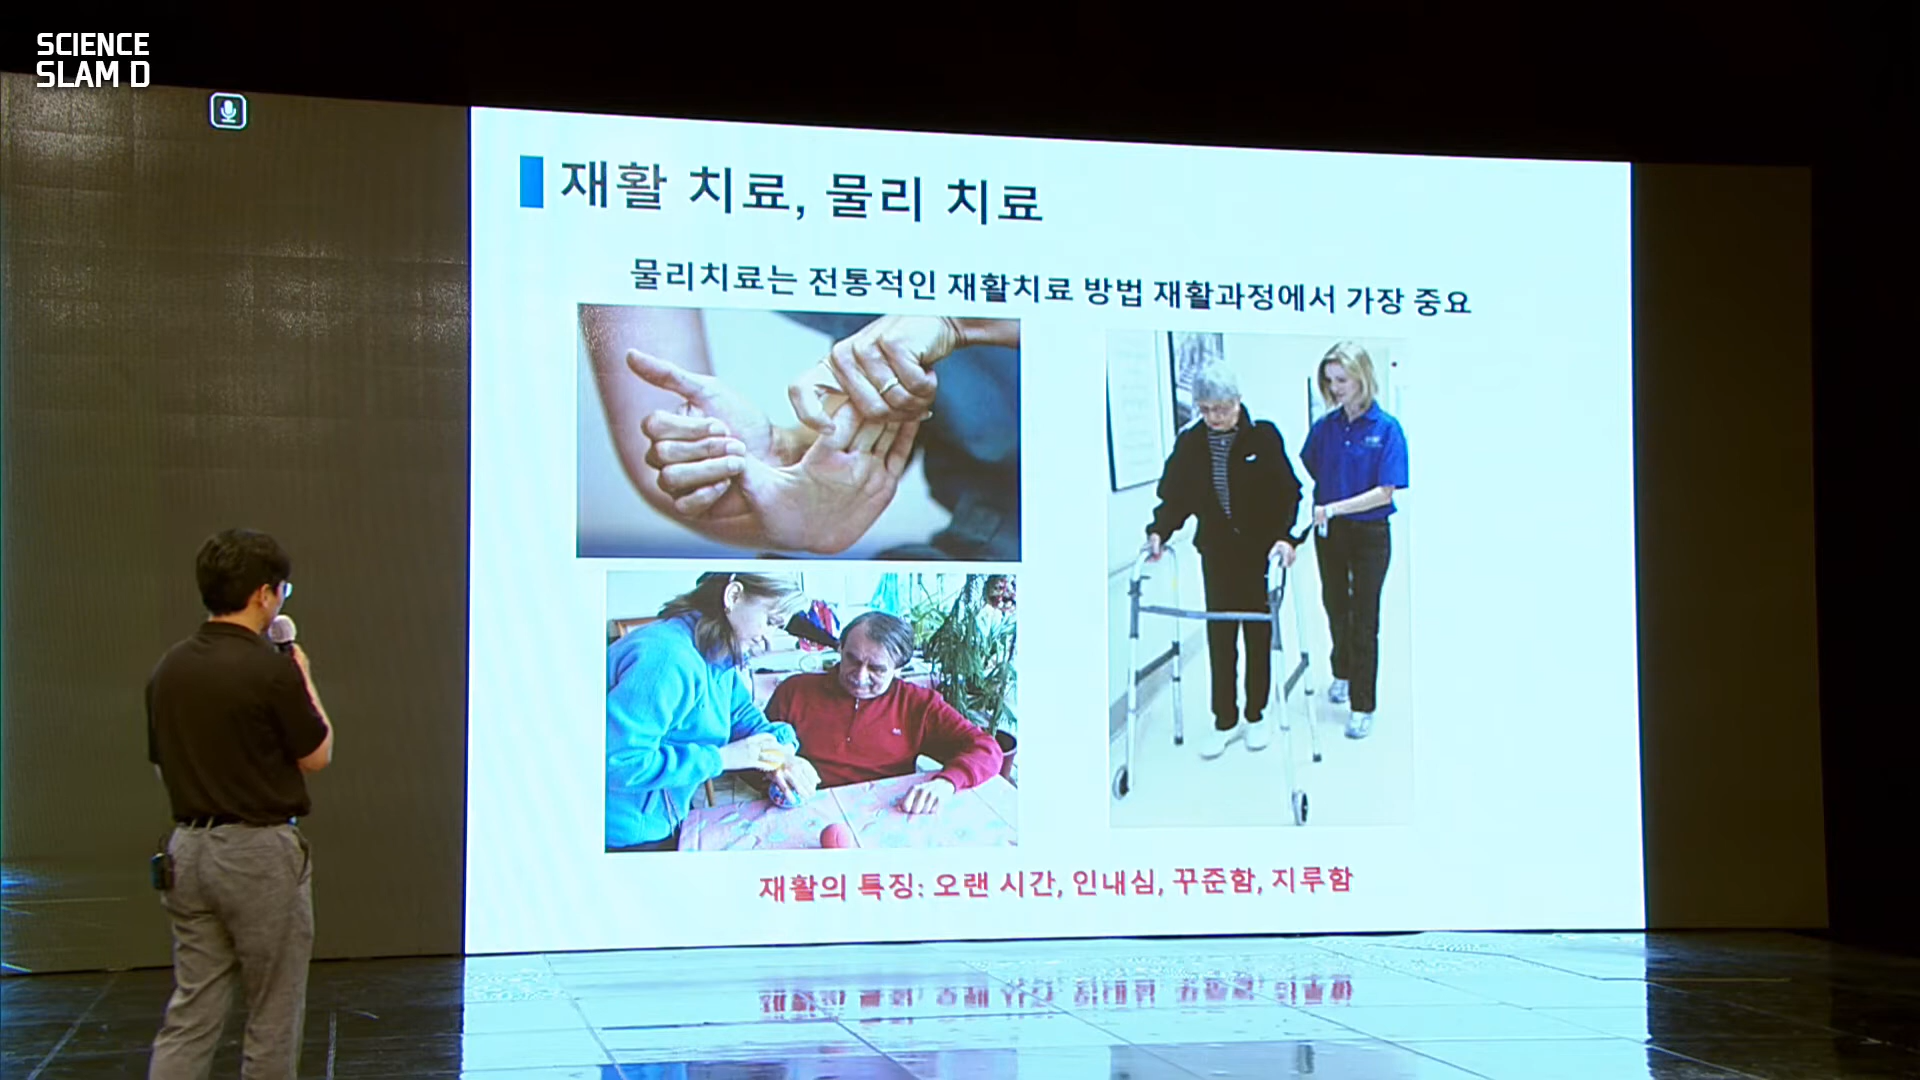 SCIENCE
SLAM D
재활 치료, 물리 치료
물리치료는 전통적인 재활치료 방법 재활과정에서 가장 중요
재활의 특징: 오랜 시간, 인내심, 꾸준함, 지루함